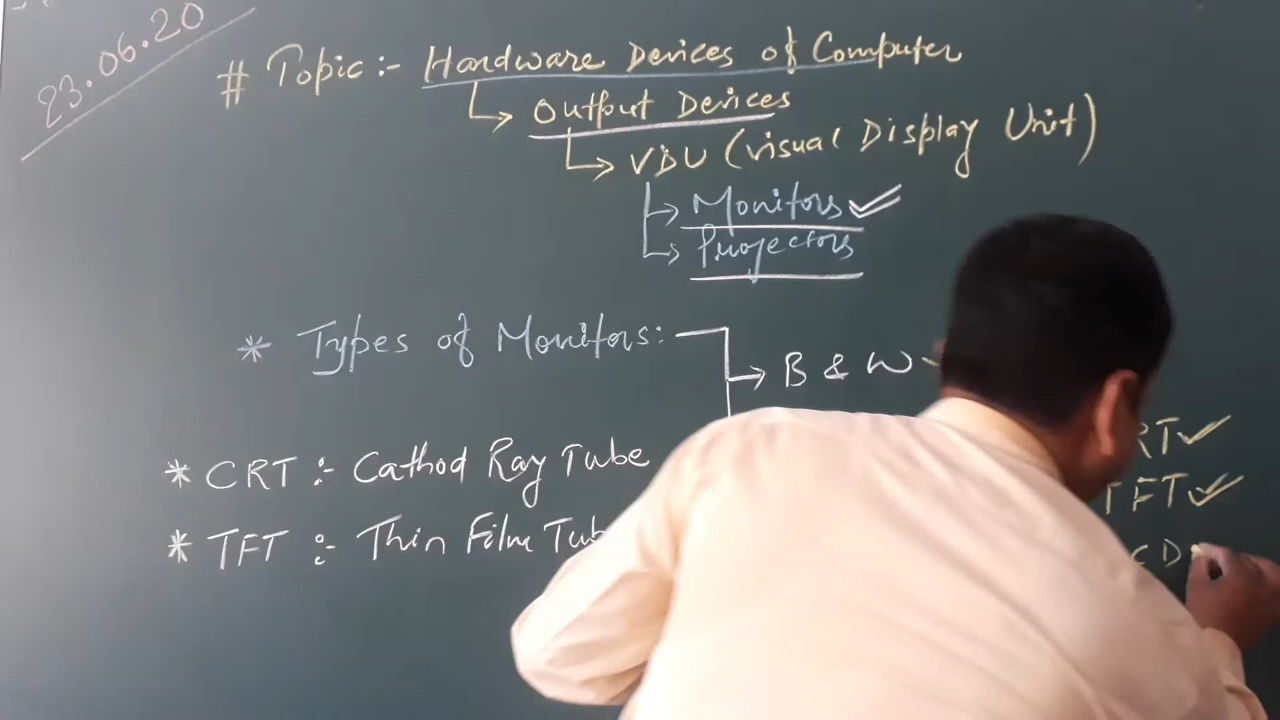 23.06.20
# Topic :- Hardware Devices of Computer
Output Devices
VDU (Visual Display Unit)
Monitors
Projectors
* Types of Monitors:
B & W
* CRT :- Cathod Ray Tube
RT
* TFT :- Thin Film Tub
TFT
CD